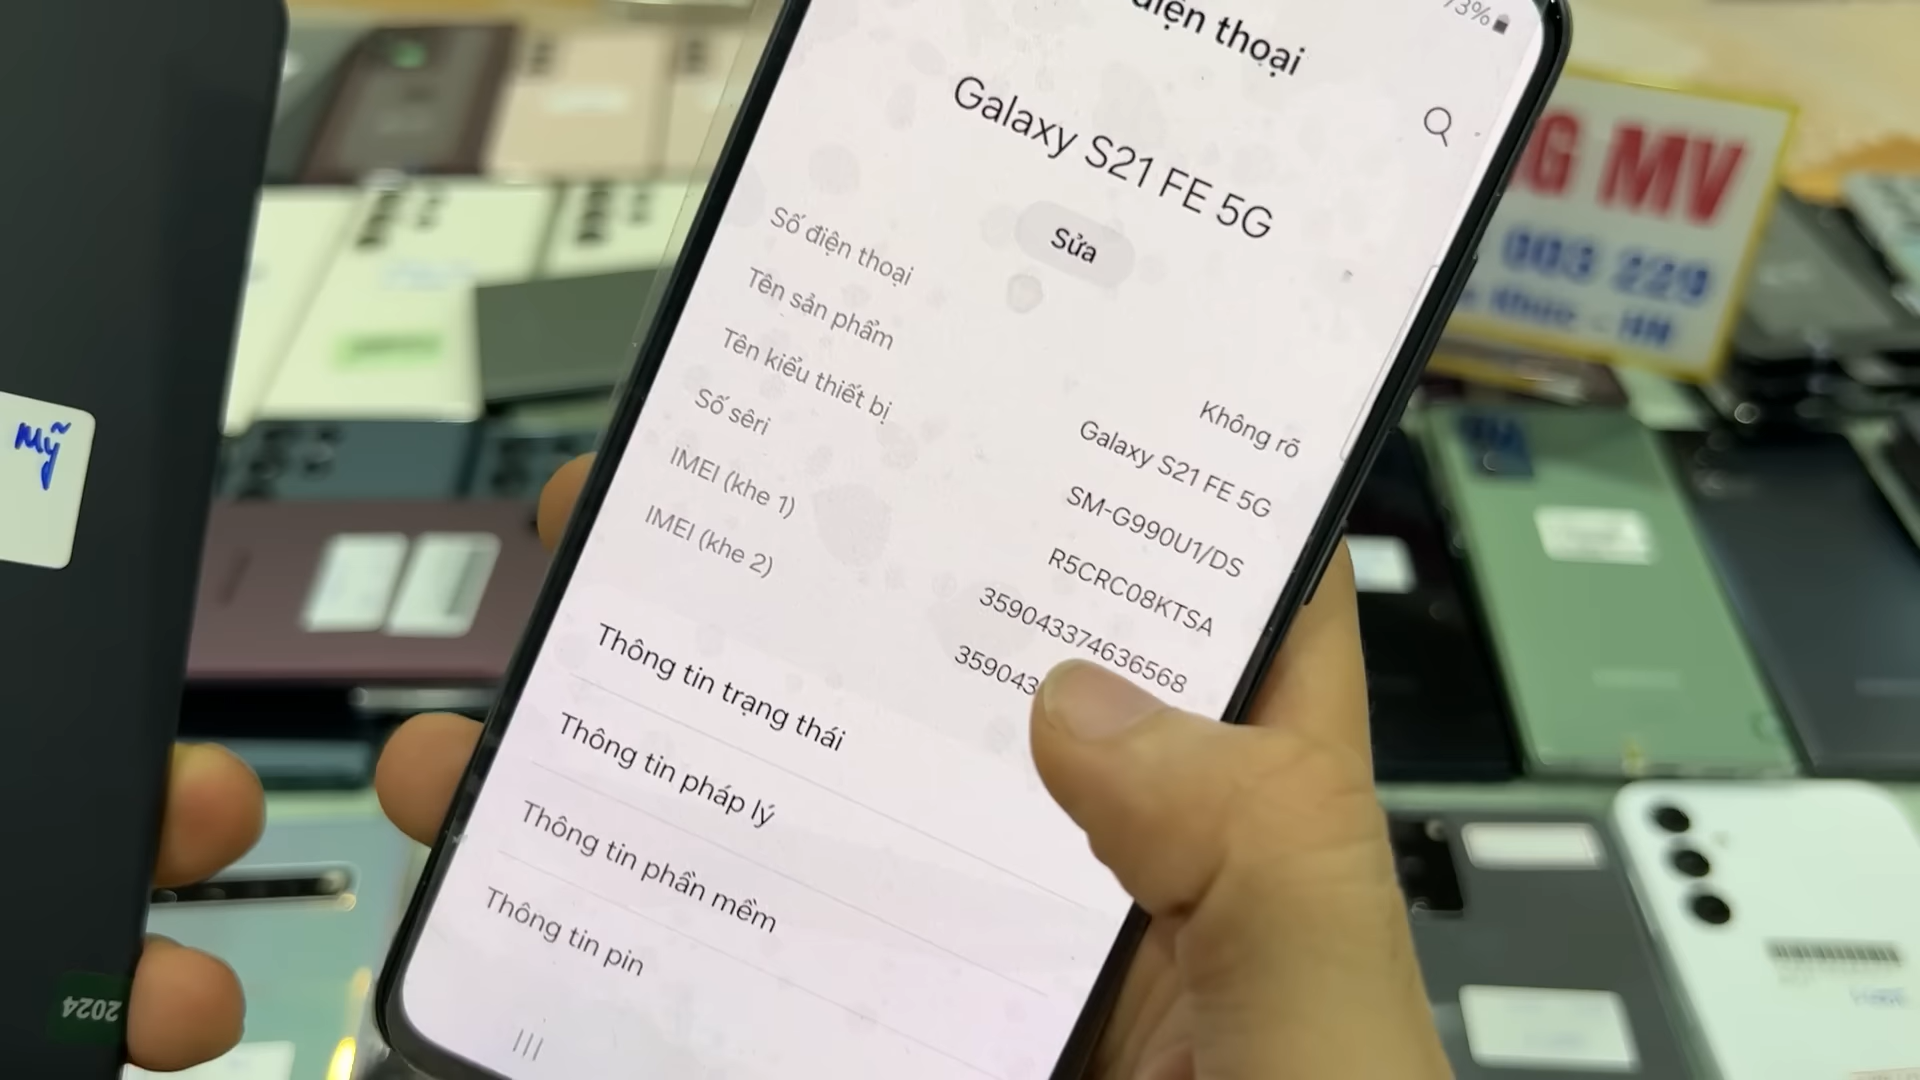 điện thoại
73%
Galaxy S21 FE 5G
Sửa
Số điện thoại
Không rõ
Tên sản phẩm
Galaxy S21 FE 5G
Tên kiểu thiết bị
SM-G990U1/DS
Số sêri
R5CRC08KTSA
IMEI (khe 1)
359043374636568
IMEI (khe 2)
359043
Thông tin trạng thái
Thông tin pháp lý
Thông tin phần mềm
Thông tin pin
Mỹ
2024
G MV
003 229
Khúc - HN